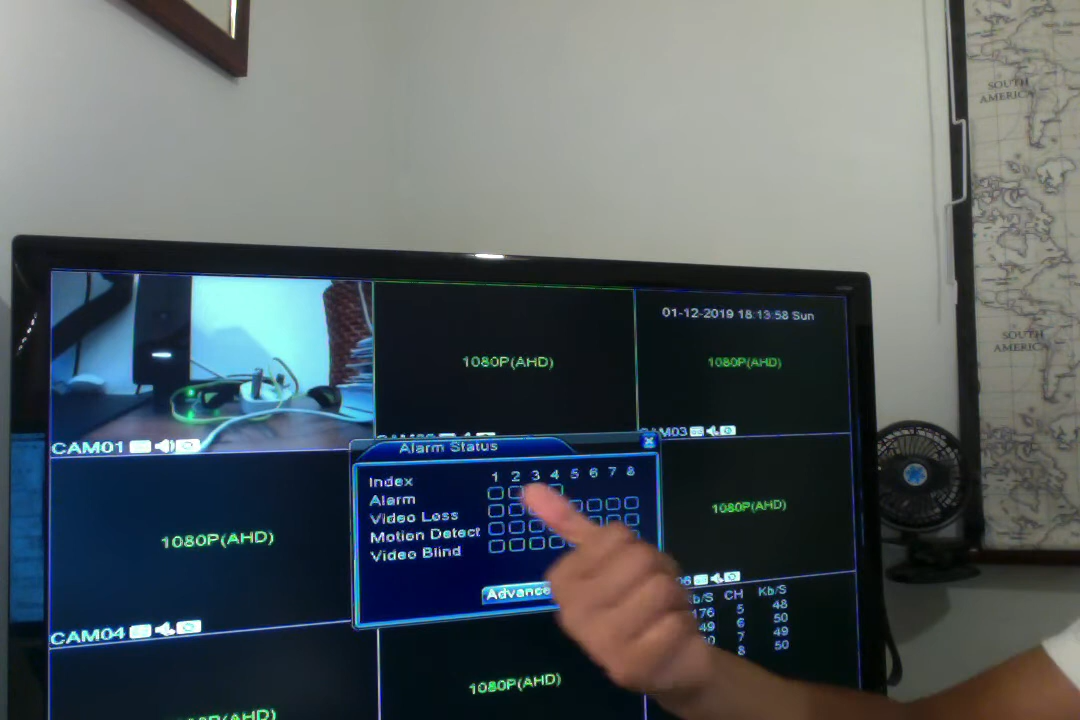 SOUTH
AMERICA
01-12-2019 18:13:58 Sun
1080P(AHD)
1080P(AHD)
CAM01
Alarm Status
SOUTH
AMERICA
Index 1 2 3 4 5 6 7 8
Alarm
Video Loss
Motion Detect
Video Blind
1080P(AHD)
1080P(AHD)
Kb/S CH Kb/S
176 5 48
49 6 50
7 49
8 50
CAM04
1080P(AHD)